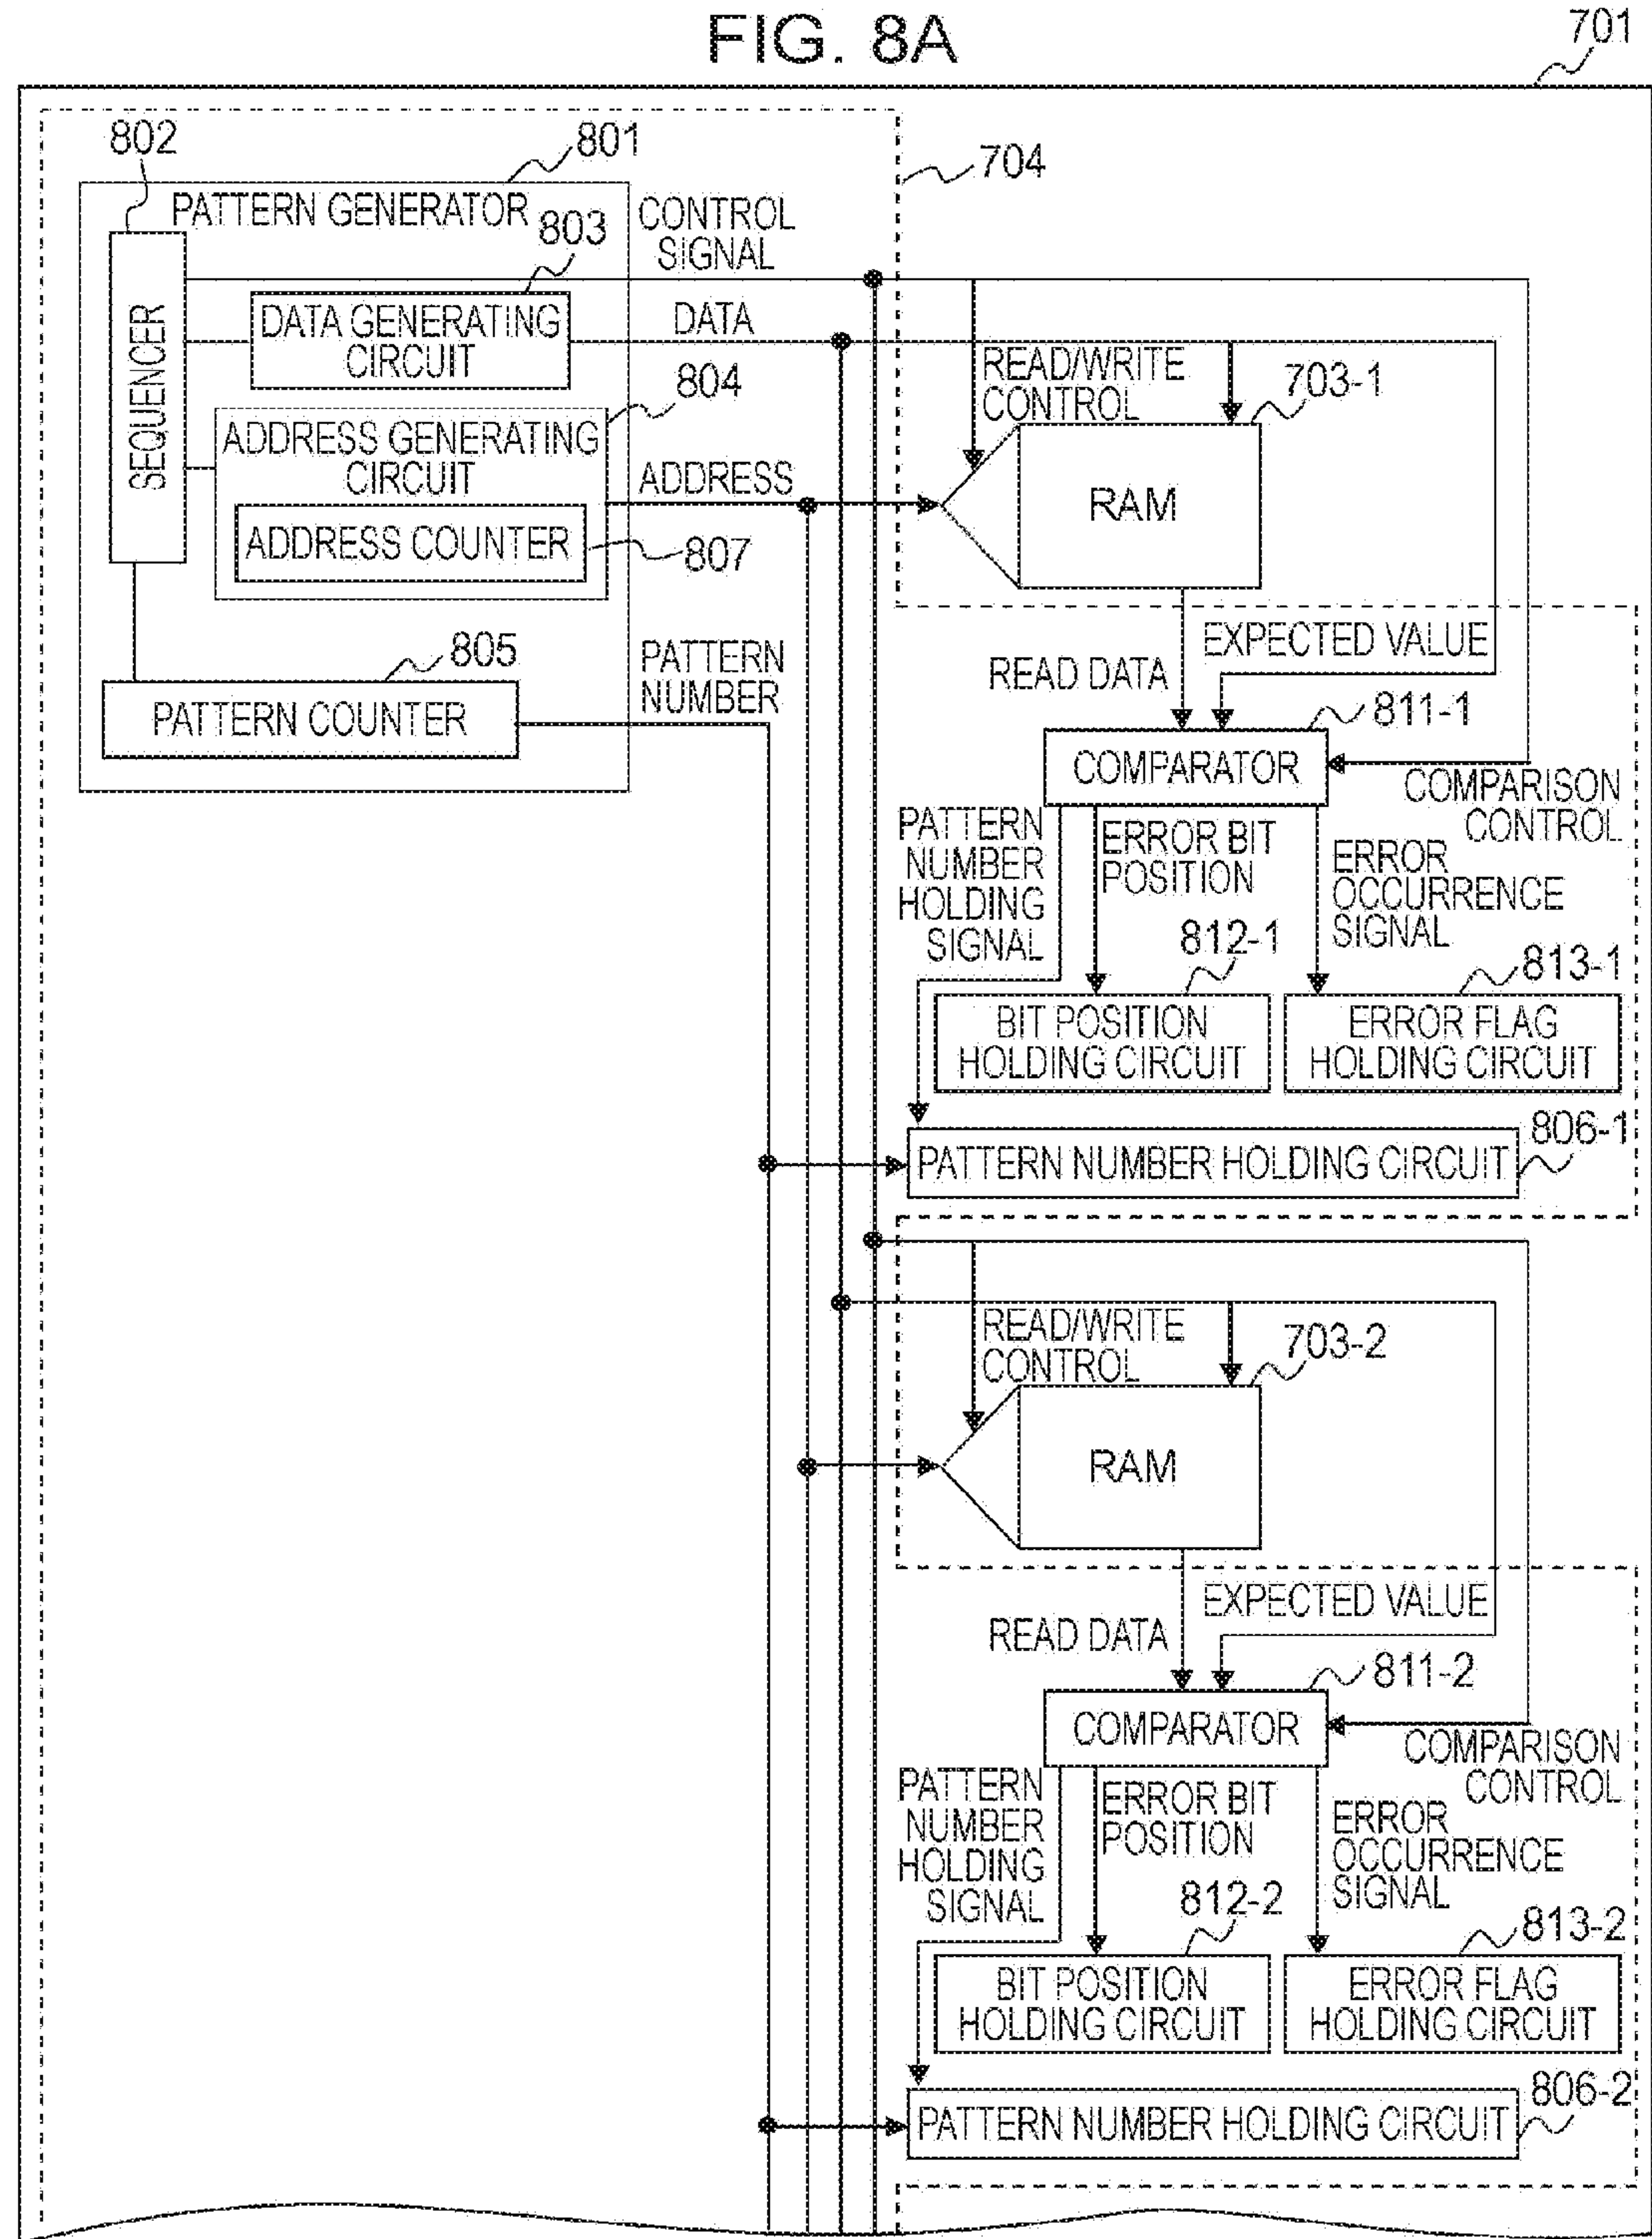 FIG. 8A
701
802
801
704
PATTERN GENERATOR
803
CONTROL
SIGNAL
SEQUENCER
DATA GENERATING
CIRCUIT
DATA
804
READ/WRITE
CONTROL
703-1
ADDRESS GENERATING
CIRCUIT
ADDRESS
RAM
ADDRESS COUNTER
807
805
PATTERN
NUMBER
PATTERN COUNTER
EXPECTED VALUE
READ DATA
811-1
COMPARATOR
COMPARISON
CONTROL
PATTERN
NUMBER
HOLDING
SIGNAL
ERROR BIT
POSITION
ERROR
OCCURRENCE
SIGNAL
812-1
813-1
BIT POSITION
HOLDING CIRCUIT
ERROR FLAG
HOLDING CIRCUIT
806-1
PATTERN NUMBER HOLDING CIRCUIT
READ/WRITE
CONTROL
703-2
RAM
EXPECTED VALUE
READ DATA
811-2
COMPARATOR
COMPARISON
CONTROL
PATTERN
NUMBER
HOLDING
SIGNAL
ERROR BIT
POSITION
ERROR
OCCURRENCE
SIGNAL
812-2
813-2
BIT POSITION
HOLDING CIRCUIT
ERROR FLAG
HOLDING CIRCUIT
806-2
PATTERN NUMBER HOLDING CIRCUIT